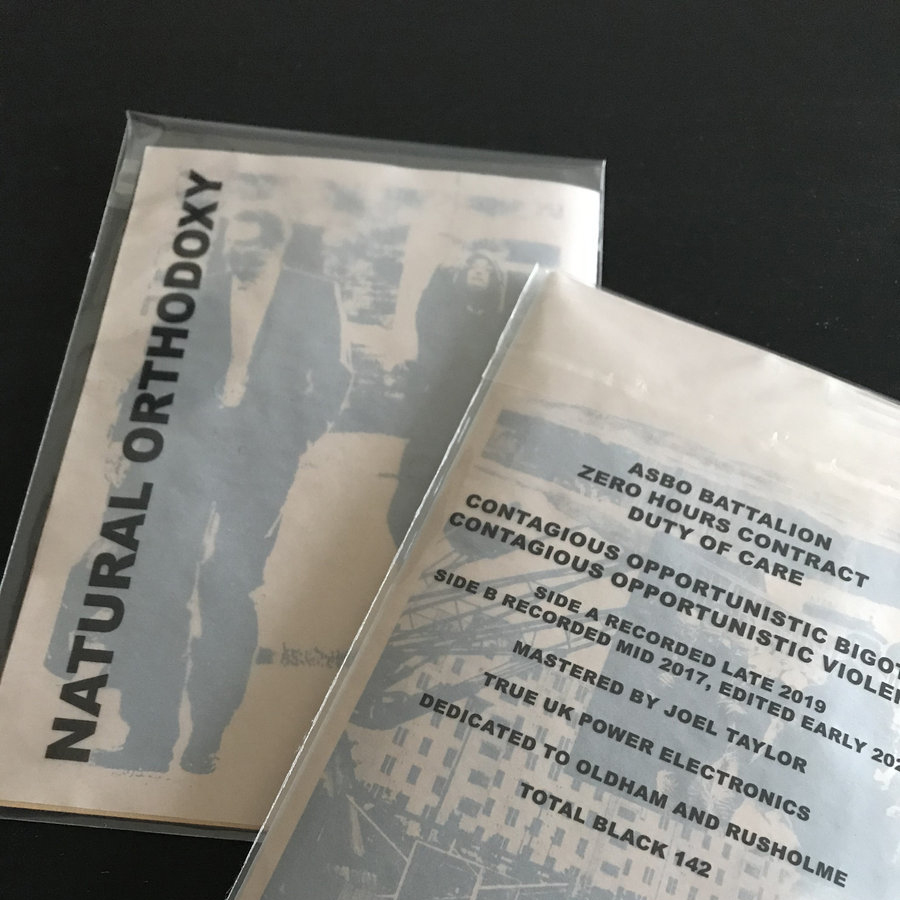 NATURAL ORTHODOXY
ASBO BATTALION
ZERO HOURS CONTRACT
DUTY OF CARE
CONTAGIOUS OPPORTUNISTIC
CONTAGIOUS OPPORTUNISTIC
SIDE A RECORDED LATE 2019
SIDE B RECORDED MID 2017, EDITED EARLY
MASTERED BY JOEL TAYLOR
TRUE UK POWER ELECTRONICS
DEDICATED TO OLDHAM AND RUSHOLME
TOTAL BLACK 142